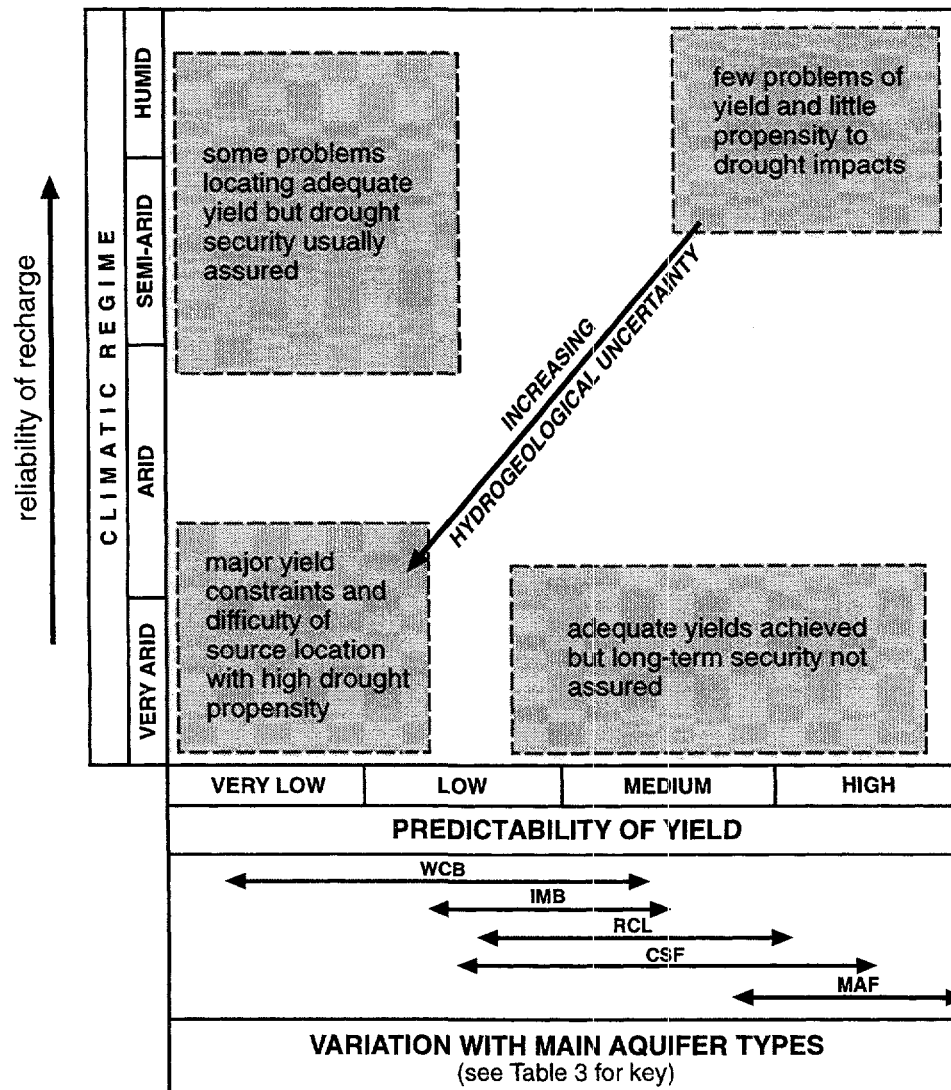 reliability of recharge
CLIMATIC REGIME
HUMID
SEMI-ARID
ARID
VERY ARID
some problems
locating adequate
yield but drought
security usually
assured
few problems of
yield and little
propensity to
drought impacts
INCREASING
HYDROGEOLOGICAL UNCERTAINTY
major yield
constraints and
difficulty of
source location
with high drought
propensity
adequate yields achieved
but long-term security not
assured
VERY LOW
LOW
MEDIUM
HIGH
PREDICTABILITY OF YIELD
WCB
IMB
RCL
CSF
MAF
VARIATION WITH MAIN AQUIFER TYPES
(see Table 3 for key)